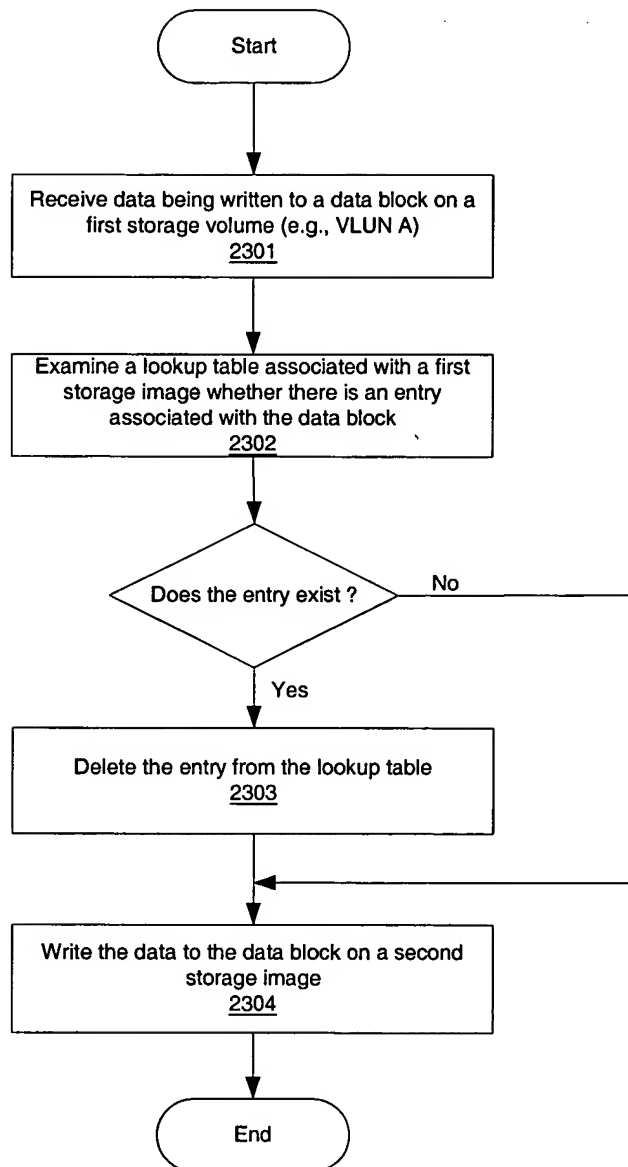 Start
Receive data being written to a data block on a
first storage volume (e.g., VLUN A)
2301
Examine a lookup table associated with a first
storage image whether there is an entry
associated with the data block
2302
Does the entry exist ?
No
Yes
Delete the entry from the lookup table
2303
Write the data to the data block on a second
storage image
2304
End